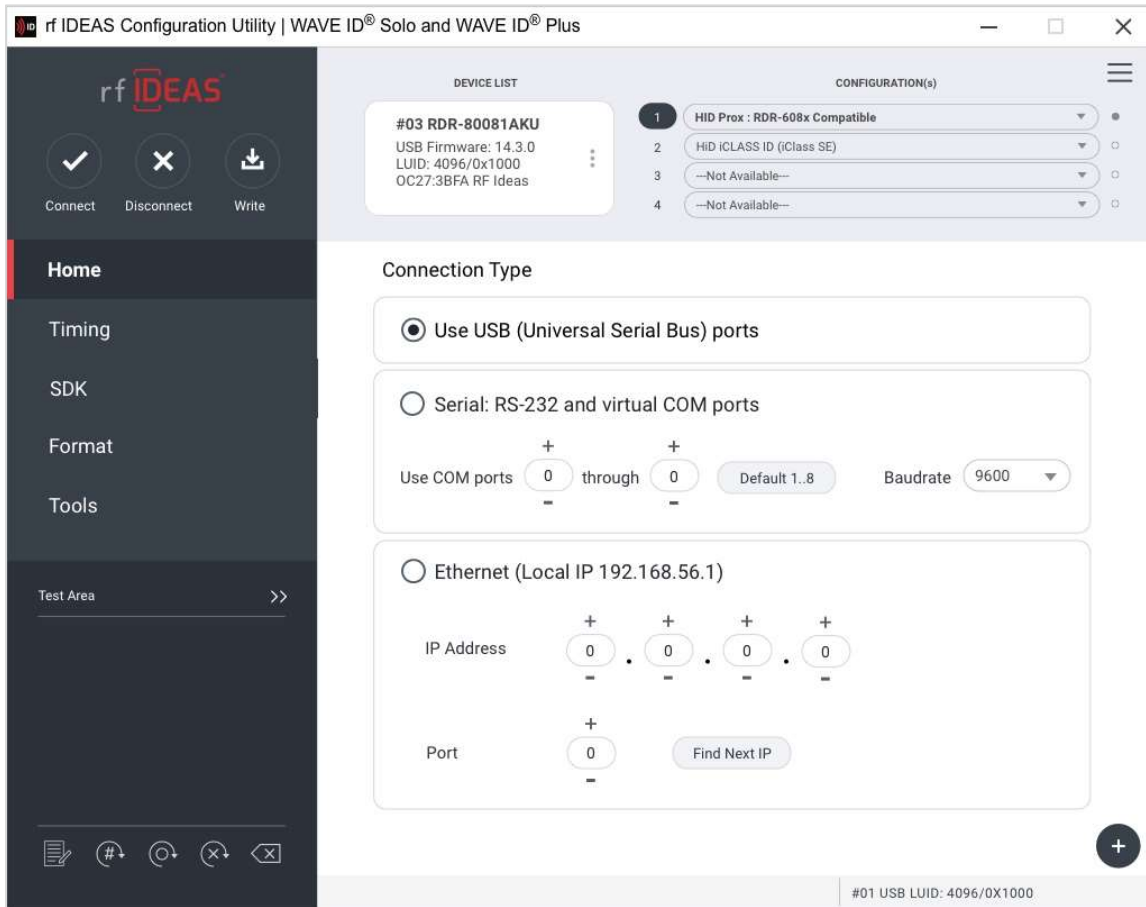 rf IDEAS Configuration Utility | WAVE ID® Solo and WAVE ID® Plus
rf IDEAS
Connect Disconnect Write
Home
Timing
SDK
Format
Tools
Test Area >>
DEVICE LIST
#03 RDR-80081AKU
USB Firmware: 14.3.0
LUID: 4096/0x1000
OC27:3BFA RF Ideas
CONFIGURATION(s)
1 HID Prox : RDR-608x Compatible
2 HiD iCLASS ID (iClass SE)
3 ---Not Available---
4 ---Not Available---
Connection Type
Use USB (Universal Serial Bus) ports
Serial: RS-232 and virtual COM ports
+ +
Use COM ports 0 through 0 Default 1..8 Baudrate 9600
- -
Ethernet (Local IP 192.168.56.1)
+ + + +
IP Address 0 . 0 . 0 . 0
- - - -
+
Port 0 Find Next IP
-
+
#01 USB LUID: 4096/0X1000